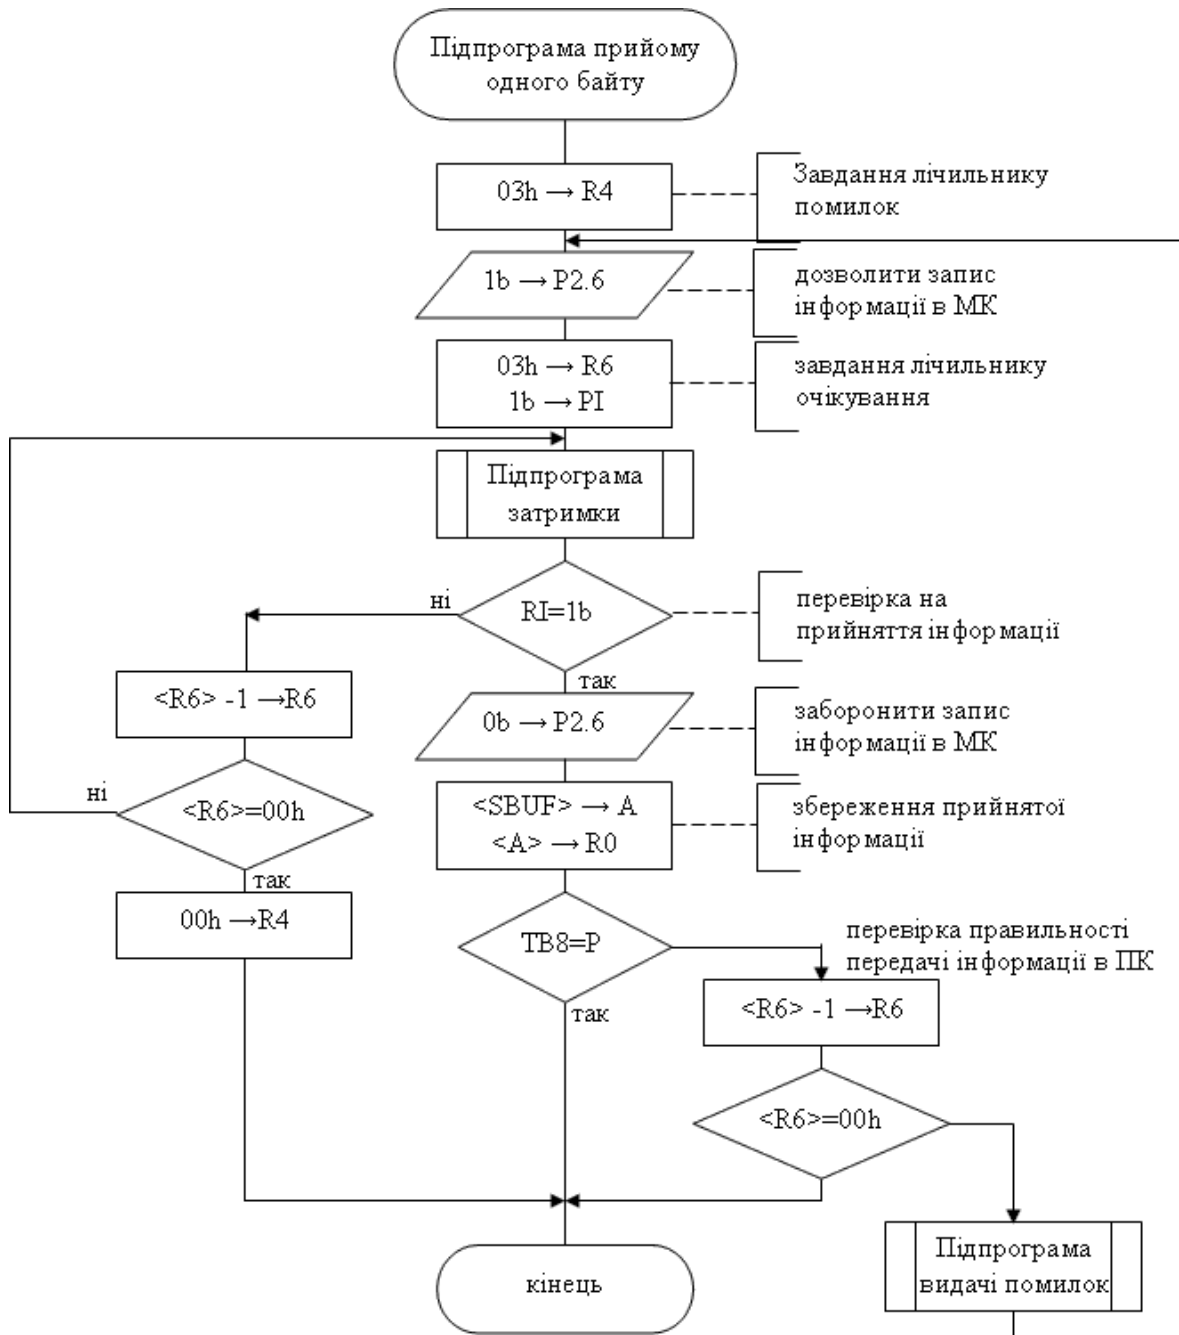 Підпрограма прийому
одного байту
03h → R4
Завдання лічильнику
помилок
1b → P2.6
дозволити запис
інформації в МК
03h → R6
1b → PI
завдання лічильнику
очікування
Підпрограма
затримки
ні
RI=1b
перевірка на
прийняття інформації
так
<R6> -1 →R6
0b → P2.6
заборонити запис
інформації в МК
ні
<R6>=00h
<SBUF> → A
<A> → R0
збереження прийнятої
інформації
так
00h →R4
TB8=P
перевірка правильності
передачі інформації в ПК
так
<R6> -1 →R6
<R6>=00h
Підпрограма
видачі помилок
кінець